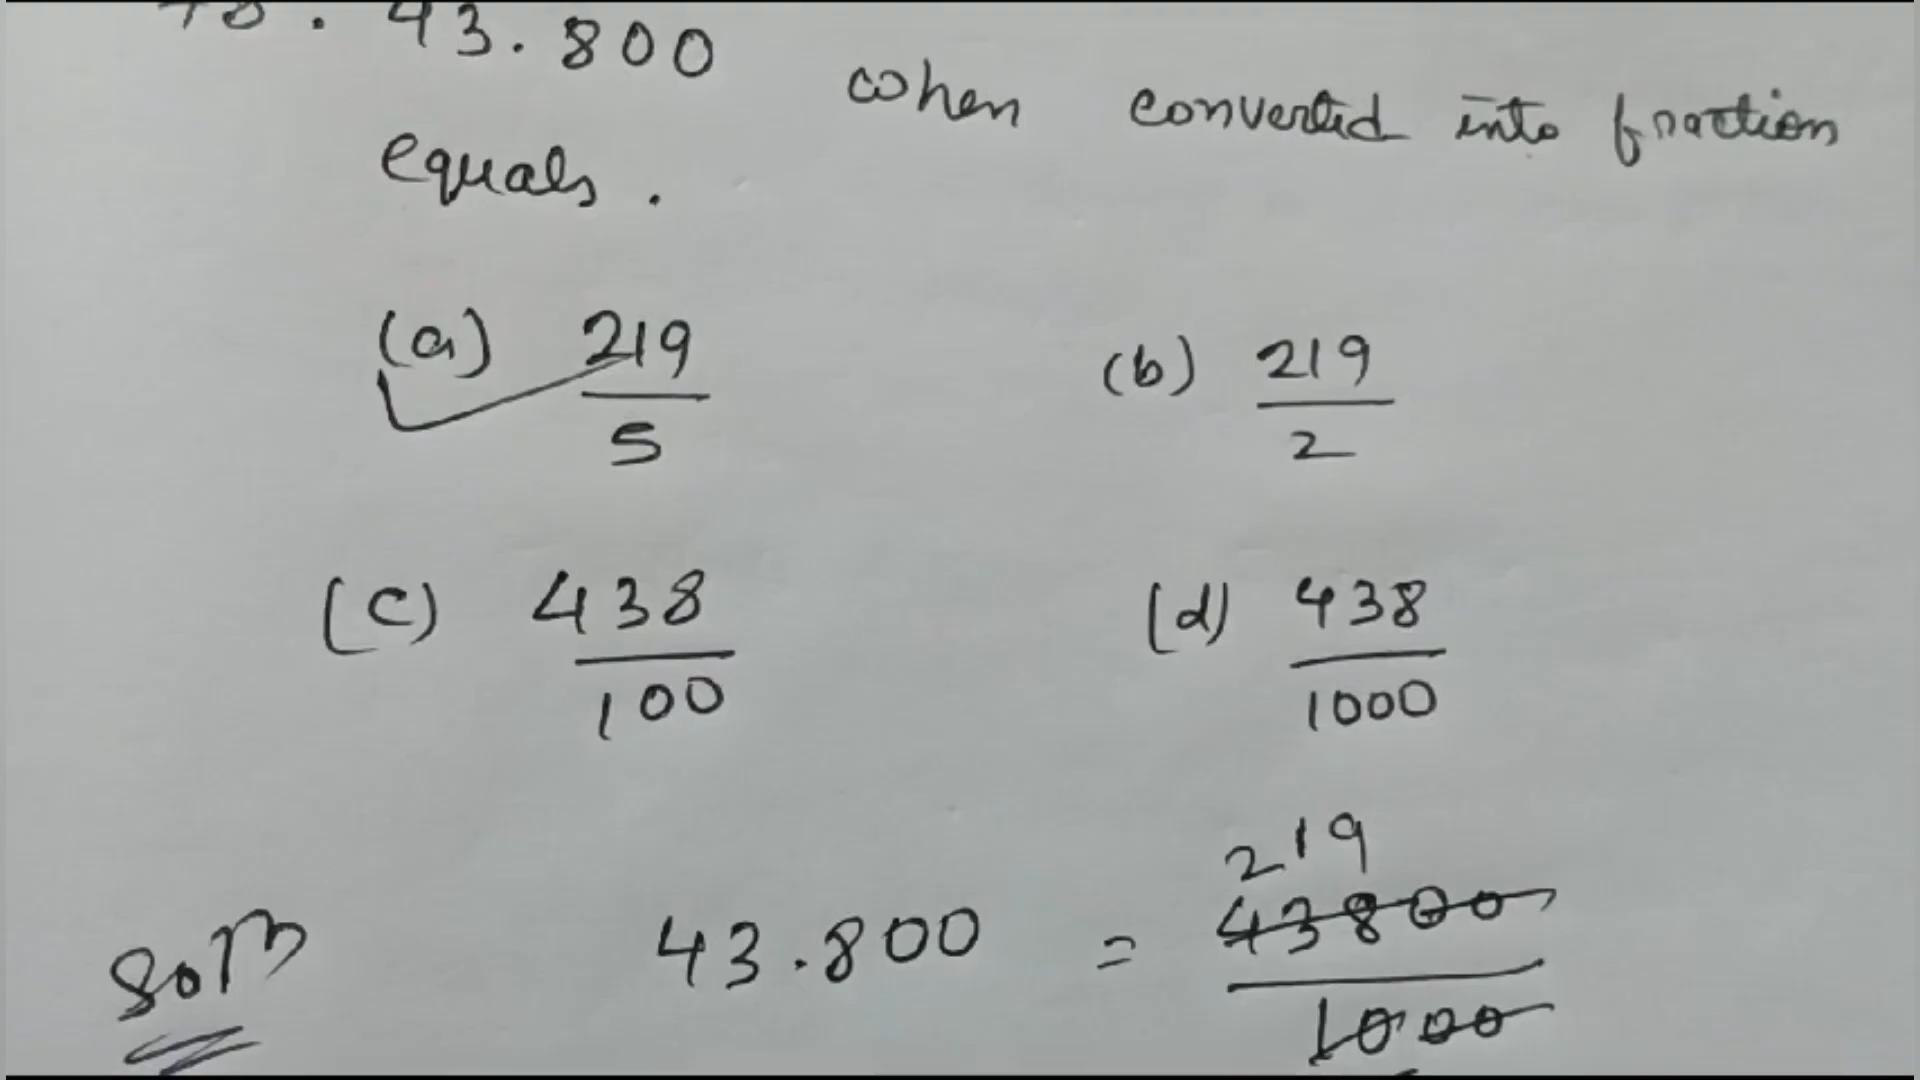 43.800 when converted into fraction
equals.
(a) 219/5 (b) 219/2
(c) 438/100 (d) 438/1000
219
Soln 43.800 = 43800/1000